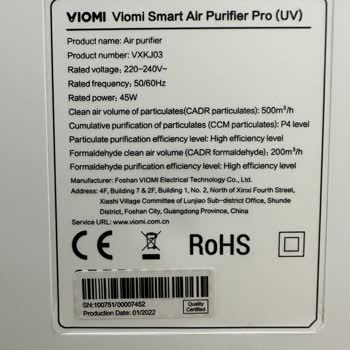 VIOMI Viomi Smart Air Purifier Pro (UV)
Product name: Air purifier
Product number: VXKJ03
Rated voltage: 220-240V~
Rated frequency: 50/60Hz
Rated power: 45W
Clean air volume of particulates(CADR particulates): 500m³/h
Cumulative purification of particulates (CCM particulates): P4 level
Particulate purification efficiency level: High efficiency level
Formaldehyde clean air volume (CADR formaldehyde): 200m³/h
Formaldehyde purification efficiency level: High efficiency level
Manufacturer: Foshan VIOMI Electrical Technology Co., Ltd.
Address: 4F, Building 7 & 2F, Building 1, No. 2, North of Xinxi Fourth Street,
Xiashi Village Committee of Lunjiao Sub-district Office, Shunde
District, Foshan City, Guangdong Province, China
Service URL: www.viomi.com.cn
CE RoHS
SN:100751/00007452
Production Date: 01/2022
Quality
Certified